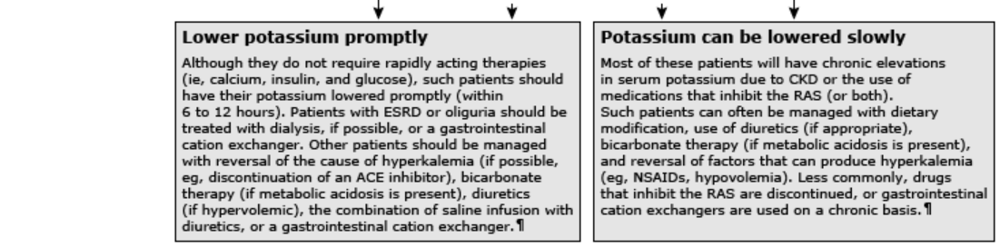 Lower potassium promptly
Although they do not require rapidly acting therapies
(ie, calcium, insulin, and glucose), such patients should
have their potassium lowered promptly (within
6 to 12 hours). Patients with ESRD or oliguria should be
treated with dialysis, if possible, or a gastrointestinal
cation exchanger. Other patients should be managed
with reversal of the cause of hyperkalemia (if possible,
eg, discontinuation of an ACE inhibitor), bicarbonate
therapy (if metabolic acidosis is present), diuretics
(if hypervolemic), the combination of saline infusion with
diuretics, or a gastrointestinal cation exchanger.¶
Potassium can be lowered slowly
Most of these patients will have chronic elevations
in serum potassium due to CKD or the use of
medications that inhibit the RAS (or both).
Such patients can often be managed with dietary
modification, use of diuretics (if appropriate),
bicarbonate therapy (if metabolic acidosis is present),
and reversal of factors that can produce hyperkalemia
(eg, NSAIDs, hypovolemia). Less commonly, drugs
that inhibit the RAS are discontinued, or gastrointestinal
cation exchangers are used on a chronic basis.¶